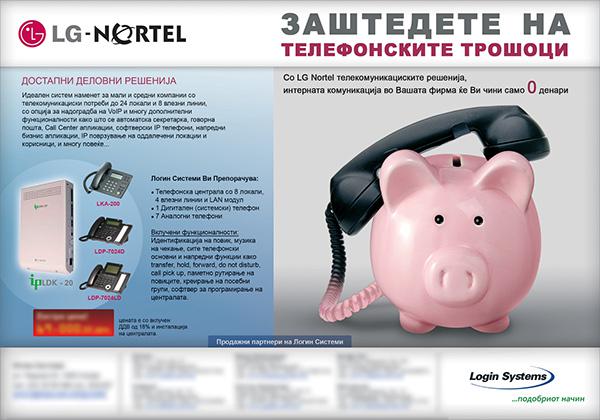 LG-NORTEL
ЗАШТЕДЕТЕ НА
ТЕЛЕФОНСКИТЕ ТРОШОЦИ
ДОСТАПНИ ДЕЛОВНИ РЕШЕНИЈА
Идеален систем наменет за мали и средни компании со
телекомуникациски потреби до 24 локали и 8 влезни линии,
со опција за надоградба на VoIP и многу дополнителни
функционалности како што се автоматска секретарка, говорна
пошта, Call Center апликации, софтверски IP телефони, напредни
бизнис апликации, IP поврзување на оддалечени локации и
корисници, и многу повеќе...
Со LG Nortel телекомуникациските решенија,
интерната комуникација во Вашата фирма ќе Ви чини само 0 денари
LKA-200
LDP-7024D
LDP-7024LD
ipLDK - 20
Логин Системи Ви Препорачува:
• Телефонска централа со 8 локали,
4 влезни линии и LAN модул
• 1 Дигитален (системски) телефон
• 7 Аналогни телефони
Вклучени функционалности:
Идентификација на повик, музика
на чекање, сите телефонски
основни и напредни функции како
transfer, hold, forward, do not disturb,
call pick up, паметно рутирање на
повиците, креирање на посебни
групи, софтвер за програмирање на
централата.
цената е со вклучен
ДДВ од 18% и инсталација
на централата.
Продажни партнери на Логин Системи
Login Systems
...подобриот начин